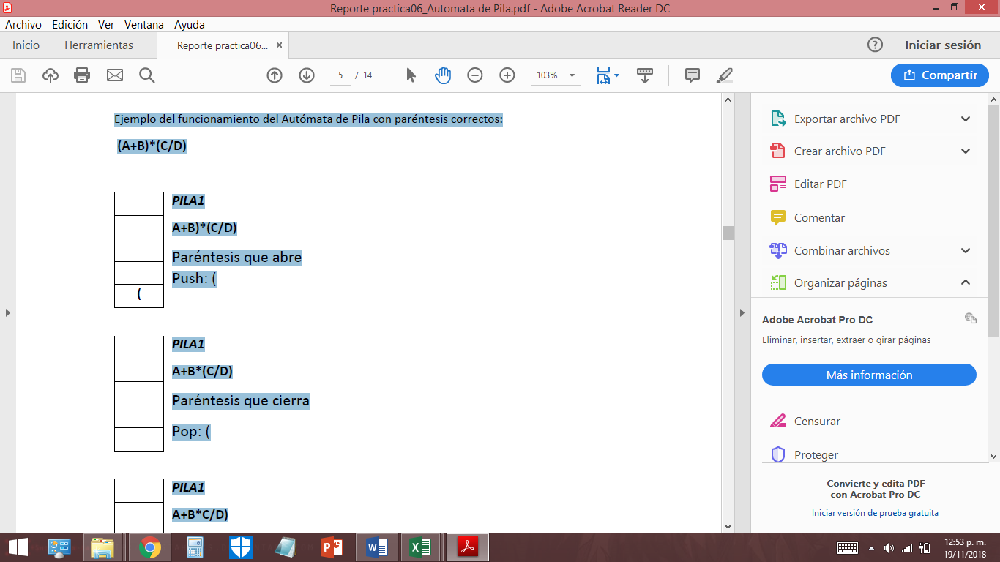 Reporte practica06_Automata de Pila.pdf - Adobe Acrobat Reader DC
Archivo Edición Ver Ventana Ayuda
Inicio Herramientas Reporte practica06... × Iniciar sesión
5 / 14 103% Compartir
Ejemplo del funcionamiento del Autómata de Pila con paréntesis correctos:
(A+B)*(C/D)
PILA1
A+B)*(C/D)
Paréntesis que abre
Push: (
(
PILA1
A+B*(C/D)
Paréntesis que cierra
Pop: (
PILA1
A+B*C/D)
Exportar archivo PDF
Crear archivo PDF
Editar PDF
Comentar
Combinar archivos
Organizar páginas
Adobe Acrobat Pro DC
Eliminar, insertar, extraer o girar páginas
Más información
Censurar
Proteger
Convierte y edita PDF
con Acrobat Pro DC
Iniciar versión de prueba gratuita
12:53 p. m.
19/11/2018